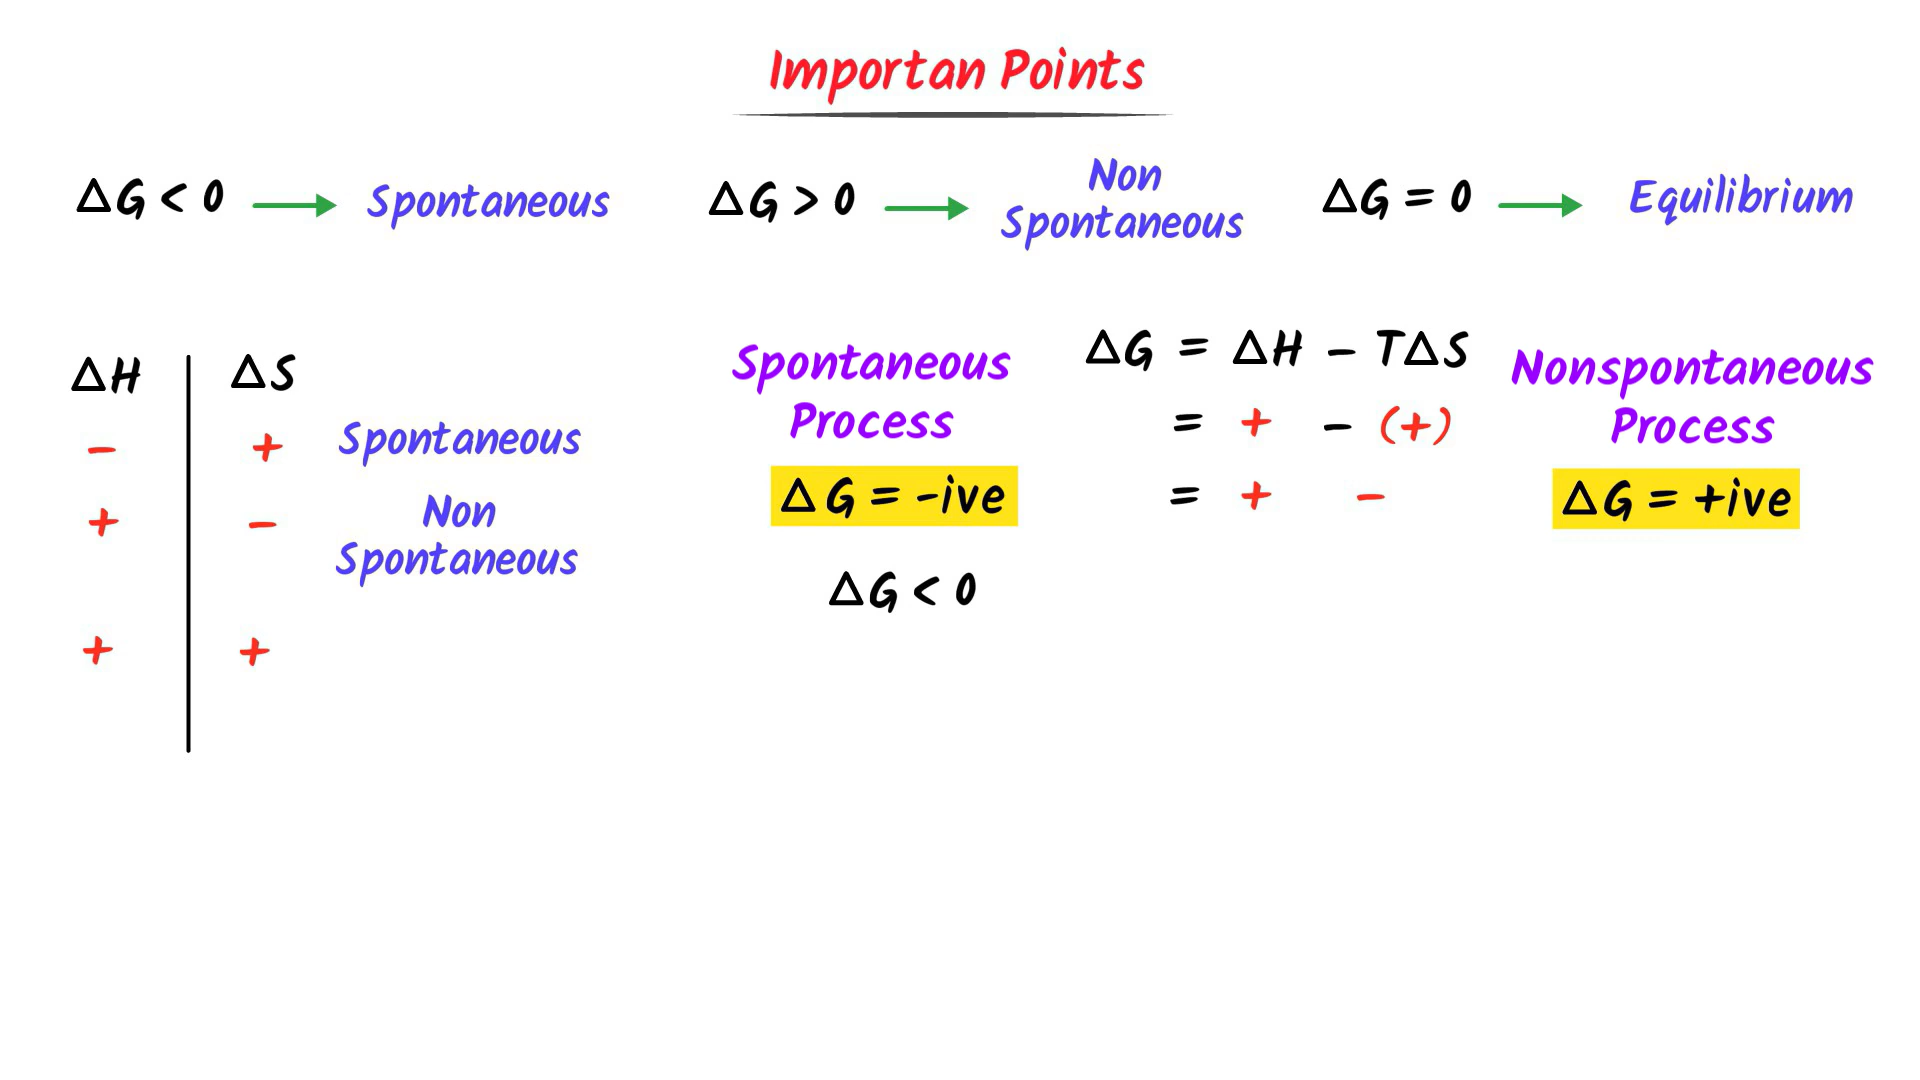 Importan Points
ΔG < 0 → Spontaneous
ΔG > 0 → Non
Spontaneous
ΔG = 0 → Equilibrium
ΔH ΔS
- + Spontaneous
+ - Non
Spontaneous
+ +
Spontaneous
Process
ΔG = -ive
ΔG < 0
ΔG = ΔH - TΔS
= + - (+)
= + -
Nonspontaneous
Process
ΔG = +ive